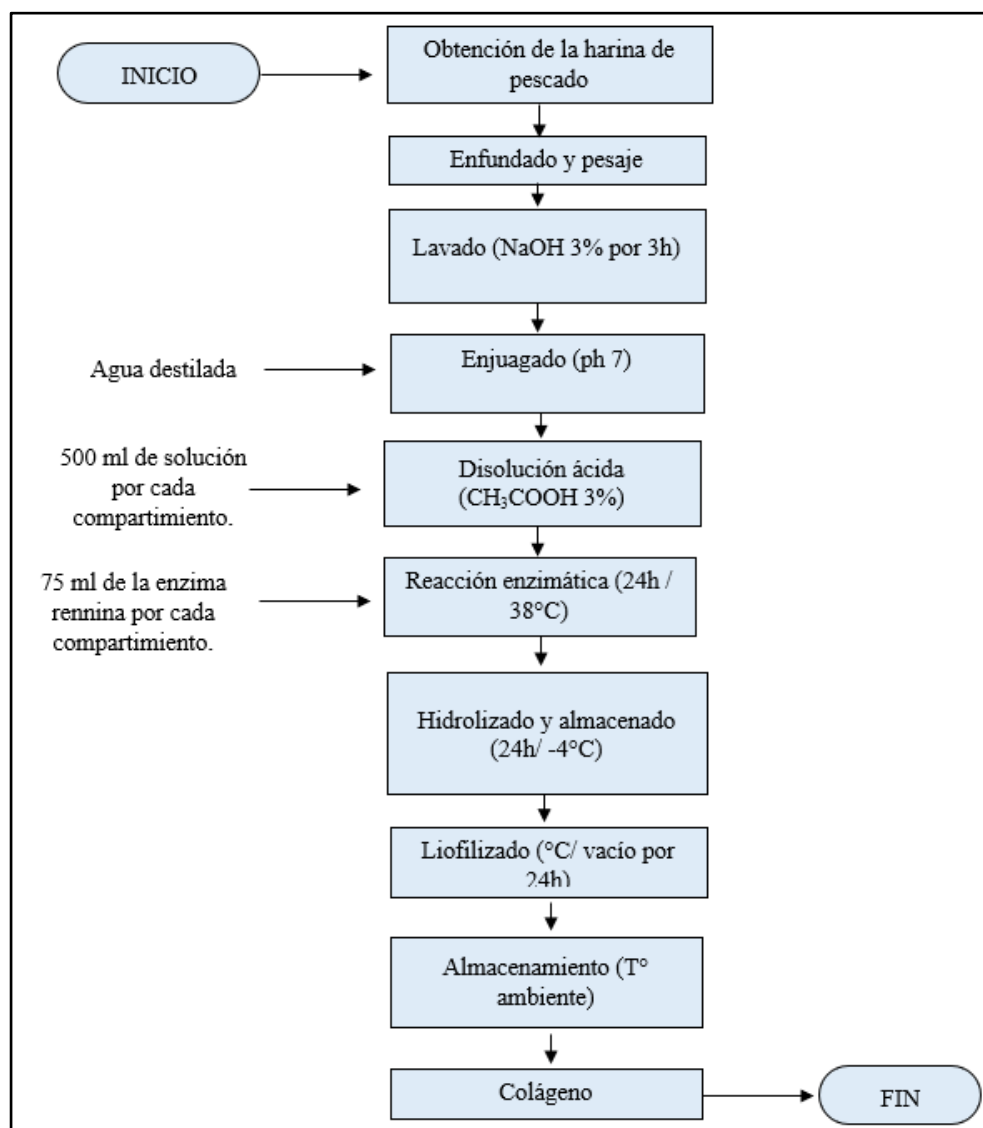 INICIO
Obtención de la harina de
pescado
Enfundado y pesaje
Lavado (NaOH 3% por 3h)
Agua destilada
Enjuagado (ph 7)
500 ml de solución
por cada
compartimiento.
Disolución ácida
(CH₃COOH 3%)
75 ml de la enzima
rennina por cada
compartimiento.
Reacción enzimática (24h /
38°C)
Hidrolizado y almacenado
(24h/ -4°C)
Liofilizado (°C/ vacío por
24h)
Almacenamiento (T°
ambiente)
Colágeno
FIN